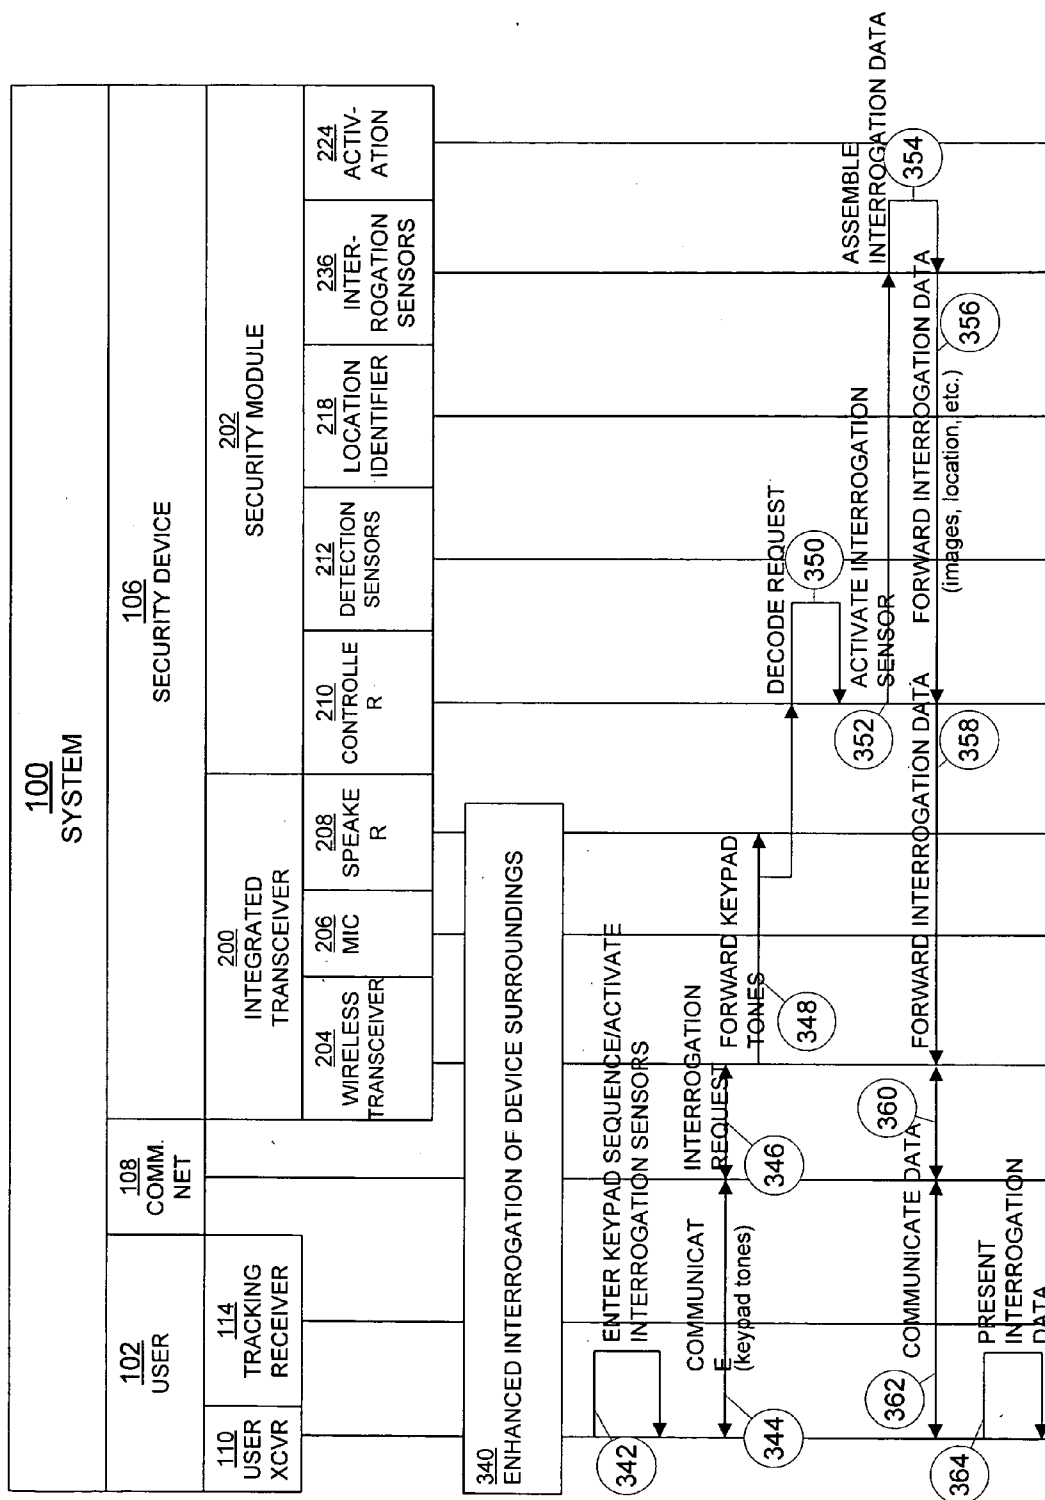 100
SYSTEM
102
USER
108
COMM.
NET
106
SECURITY DEVICE
110
USER
XCVR
114
TRACKING
RECEIVER
200
INTEGRATED
TRANSCEIVER
202
SECURITY MODULE
204
WIRELESS
TRANSCEIVER
206
MIC
208
SPEAKE
R
210
CONTROLLE
R
212
DETECTION
SENSORS
218
LOCATION
IDENTIFIER
236
INTER-
ROGATION
SENSORS
224
ACTIV-
ATION
340
ENHANCED INTERROGATION OF DEVICE SURROUNDINGS
342
ENTER KEYPAD SEQUENCE/ACTIVATE
INTERROGATION SENSORS
344
COMMUNICAT
E
(keypad tones)
346
INTERROGATION
REQUEST
348
FORWARD KEYPAD
TONES
DECODE REQUEST
350
352
ACTIVATE INTERROGATION
SENSOR
ASSEMBLE
INTERROGATION DATA
354
FORWARD INTERROGATION DATA
(images, location, etc.)
356
FORWARD INTERROGATION DATA
358
360
COMMUNICATE DATA
362
364
PRESENT
INTERROGATION
DATA